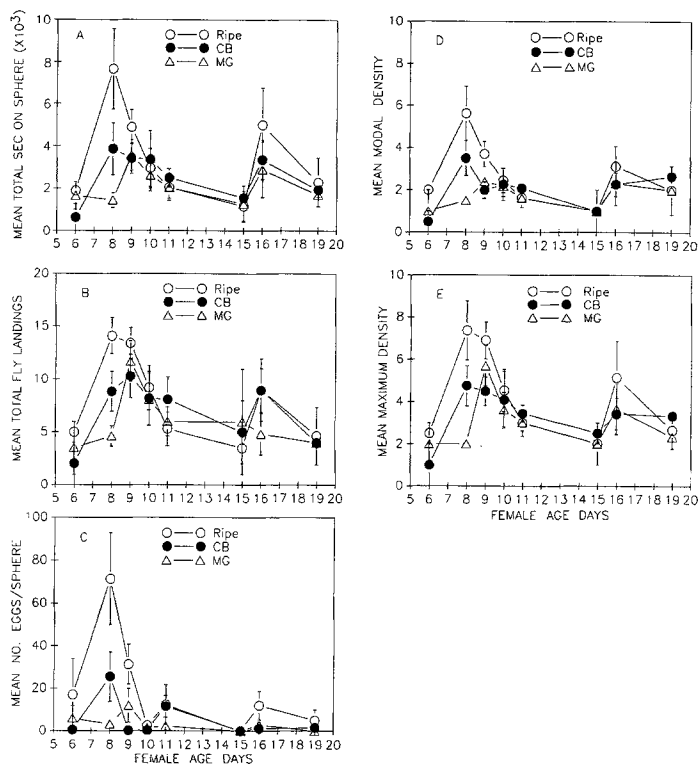 A
Ripe
CB
MG
MEAN TOTAL SEC ON SPHERE (X10³)
10
8
6
4
2
0
5 6 7 8 9 10 11 12 13 14 15 16 17 18 19 20
B
Ripe
CB
MG
MEAN TOTAL FLY LANDINGS
20
15
10
5
0
5 6 7 8 9 10 11 12 13 14 15 16 17 18 19 20
C
Ripe
CB
MG
MEAN NO. EGGS/SPHERE
100
80
60
40
20
0
5 6 7 8 9 10 11 12 13 14 15 16 17 18 19 20
FEMALE AGE DAYS
D
Ripe
CB
MG
MEAN MODAL DENSITY
10
8
6
4
2
0
5 6 7 8 9 10 11 12 13 14 15 16 17 18 19 20
E
Ripe
CB
MG
MEAN MAXIMUM DENSITY
10
8
6
4
2
0
5 6 7 8 9 10 11 12 13 14 15 16 17 18 19 20
FEMALE AGE DAYS